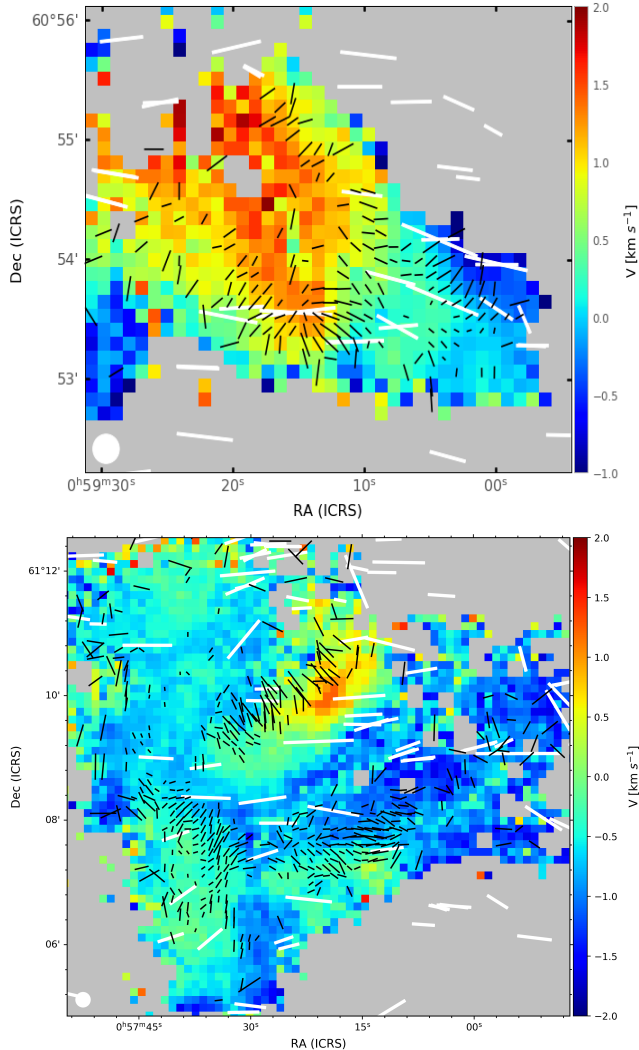 60°56'
55'
54'
53'
Dec (ICRS)
0ʰ59ᵐ30ˢ
20ˢ
10ˢ
00ˢ
RA (ICRS)
2.0
1.5
1.0
0.5
0.0
−0.5
−1.0
V [km s⁻¹]
61°12'
10'
08'
06'
Dec (ICRS)
0ʰ57ᵐ45ˢ
30ˢ
15ˢ
00ˢ
RA (ICRS)
2.0
1.5
1.0
0.5
0.0
−0.5
−1.0
−1.5
−2.0
V [km s⁻¹]